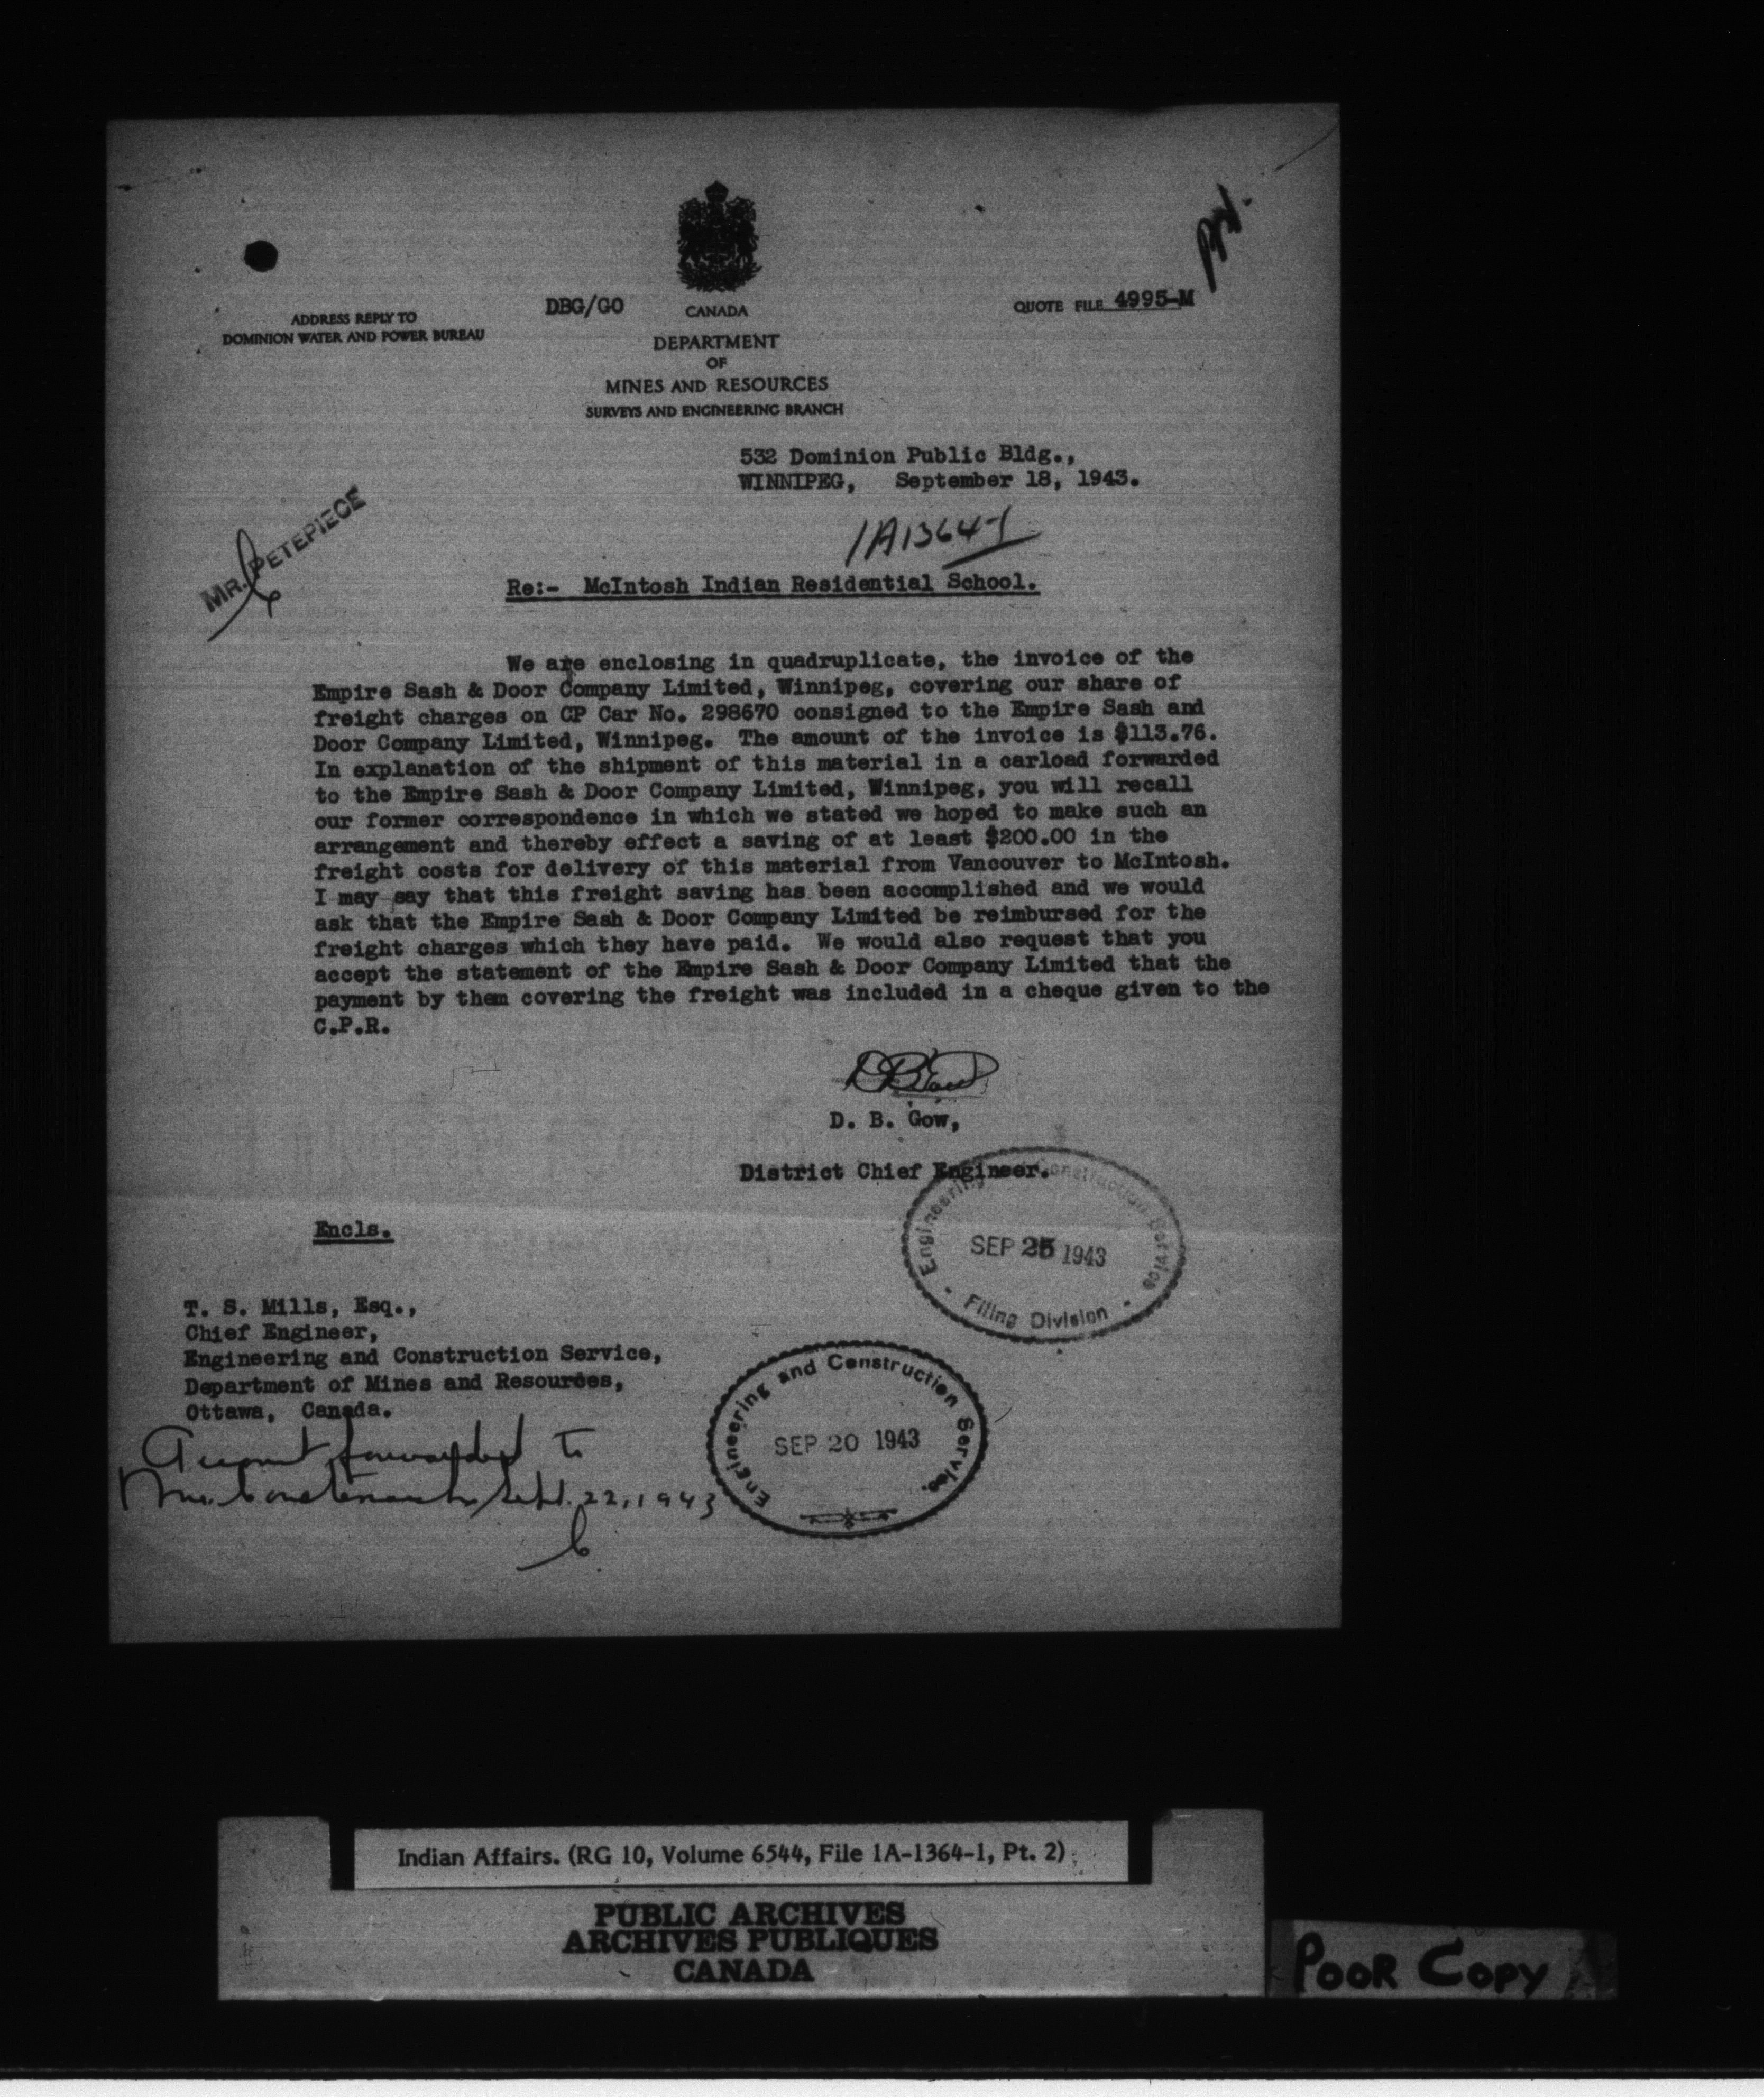 ADDRESS REPLY TO
DOMINION WATER AND POWER BUREAU
DBG/GO
CANADA
DEPARTMENT
OF
MINES AND RESOURCES
SURVEYS AND ENGINEERING BRANCH
QUOTE FILE 4995-M
532 Dominion Public Bldg.,
WINNIPEG, September 18, 1943.
MR. PETEPIECE
1A1364-1
Re:- McIntosh Indian Residential School.
We are enclosing in quadruplicate, the invoice of the
Empire Sash & Door Company Limited, Winnipeg, covering our share of
freight charges on CP Car No. 298670 consigned to the Empire Sash and
Door Company Limited, Winnipeg. The amount of the invoice is $113.76.
In explanation of the shipment of this material in a carload forwarded
to the Empire Sash & Door Company Limited, Winnipeg, you will recall
our former correspondence in which we stated we hoped to make such an
arrangement and thereby effect a saving of at least $200.00 in the
freight costs for delivery of this material from Vancouver to McIntosh.
I may say that this freight saving has been accomplished and we would
ask that the Empire Sash & Door Company Limited be reimbursed for the
freight charges which they have paid. We would also request that you
accept the statement of the Empire Sash & Door Company Limited that the
payment by them covering the freight was included in a cheque given to the
C.P.R.
D. B. Gow,
District Chief Engineer.
Engineering Construction Service
SEP 25 1943
Filing Division
Encls.
T. S. Mills, Esq.,
Chief Engineer,
Engineering and Construction Service,
Department of Mines and Resources,
Ottawa, Canada.
Engineering and Construction Service.
SEP 20 1943
Account forwarded to
Mr. Sept. 22, 1943
Indian Affairs. (RG 10, Volume 6544, File 1A-1364-1, Pt. 2)
PUBLIC ARCHIVES
ARCHIVES PUBLIQUES
CANADA
POOR COPY